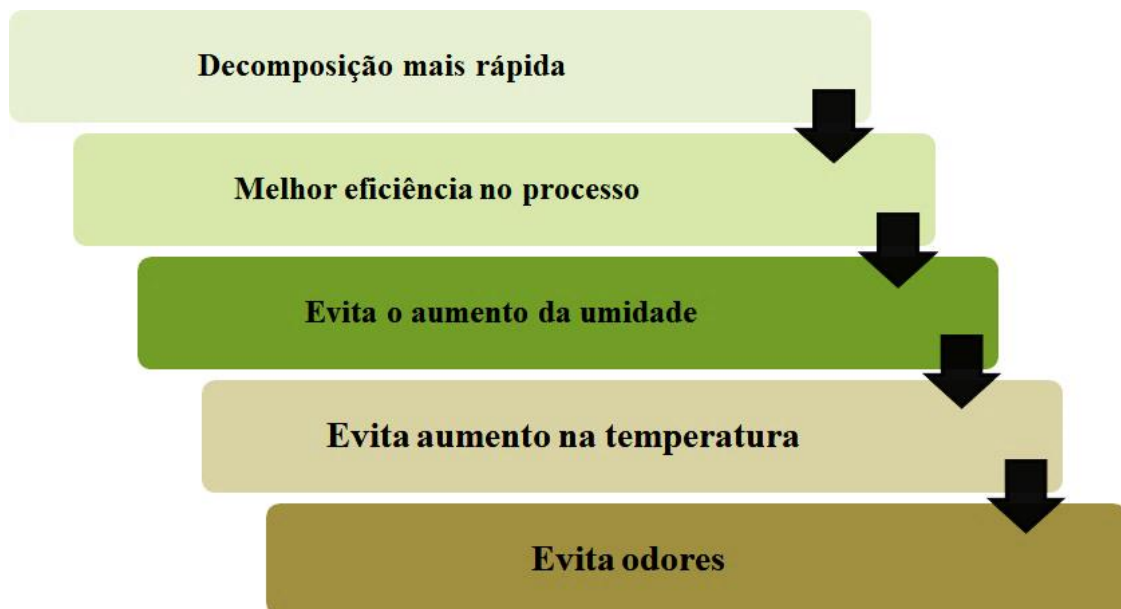 Decomposição mais rápida
Melhor eficiência no processo
Evita o aumento da umidade
Evita aumento na temperatura
Evita odores